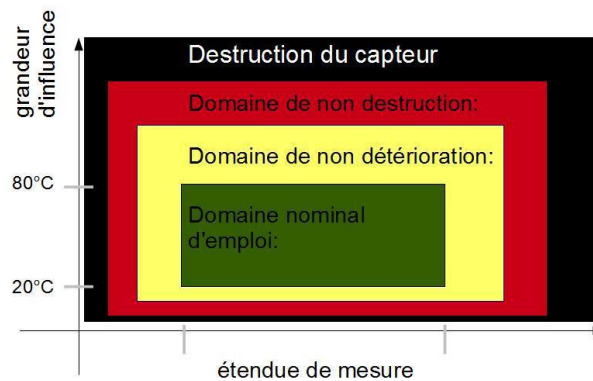 Destruction du capteur
grandeur
d'influence
Domaine de non destruction:
Domaine de non détérioration:
80°C
Domaine nominal
d'emploi:
20°C
étendue de mesure